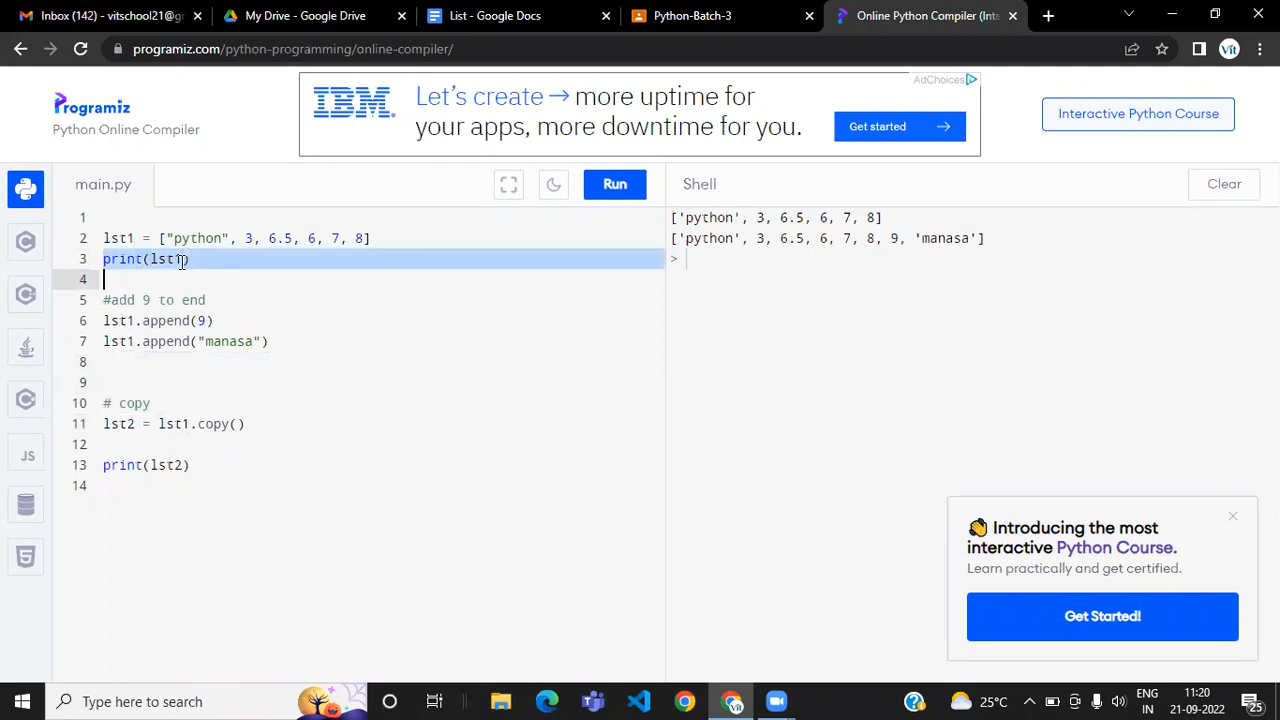 Inbox (142) - vitschool21@gr
My Drive - Google Drive
List - Google Docs
Python-Batch-3
Online Python Compiler (Inte
programiz.com/python-programming/online-compiler/
Vit
Programiz
Python Online Compiler
IBM
Let's create → more uptime for
your apps, more downtime for you.
AdChoices
Get started →
Interactive Python Course
main.py
Run
Shell
Clear
1
2 lst1 = ["python", 3, 6.5, 6, 7, 8]
3 print(lst1)
4
5 #add 9 to end
6 lst1.append(9)
7 lst1.append("manasa")
8
9
10 # copy
11 lst2 = lst1.copy()
12
13 print(lst2)
14
['python', 3, 6.5, 6, 7, 8]
['python', 3, 6.5, 6, 7, 8, 9, 'manasa']
>
JS
👋 Introducing the most
interactive Python Course.
Learn practically and get certified.
Get Started!
Type here to search
25°C
ENG
IN
11:20
21-09-2022
25